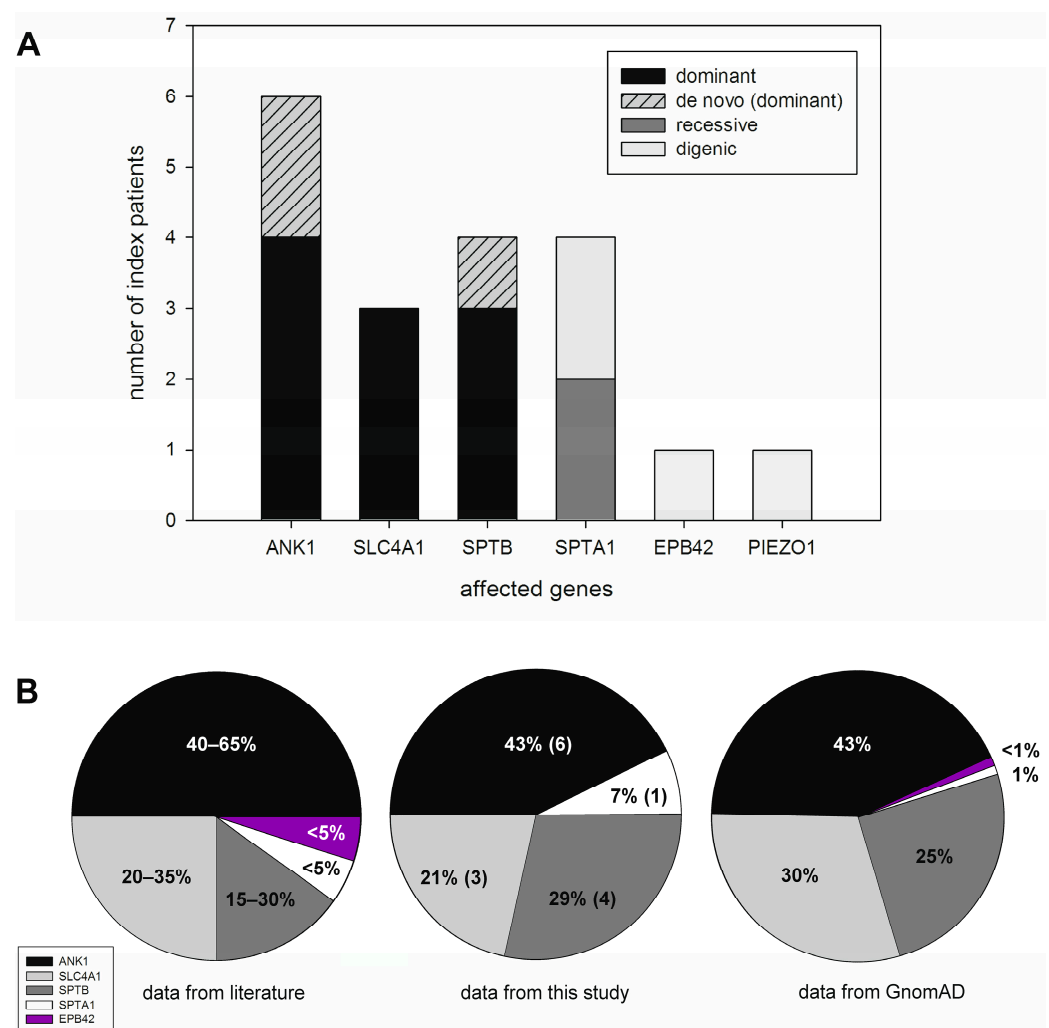 A
7
6
5
4
3
2
1
0
number of index patients
dominant
de novo (dominant)
recessive
digenic
ANK1 SLC4A1 SPTB SPTA1 EPB42 PIEZO1
affected genes
B
40–65%
<5%
<5%
15–30%
20–35%
data from literature
43% (6)
7% (1)
29% (4)
21% (3)
data from this study
43%
<1%
1%
25%
30%
data from GnomAD
ANK1
SLC4A1
SPTB
SPTA1
EPB42